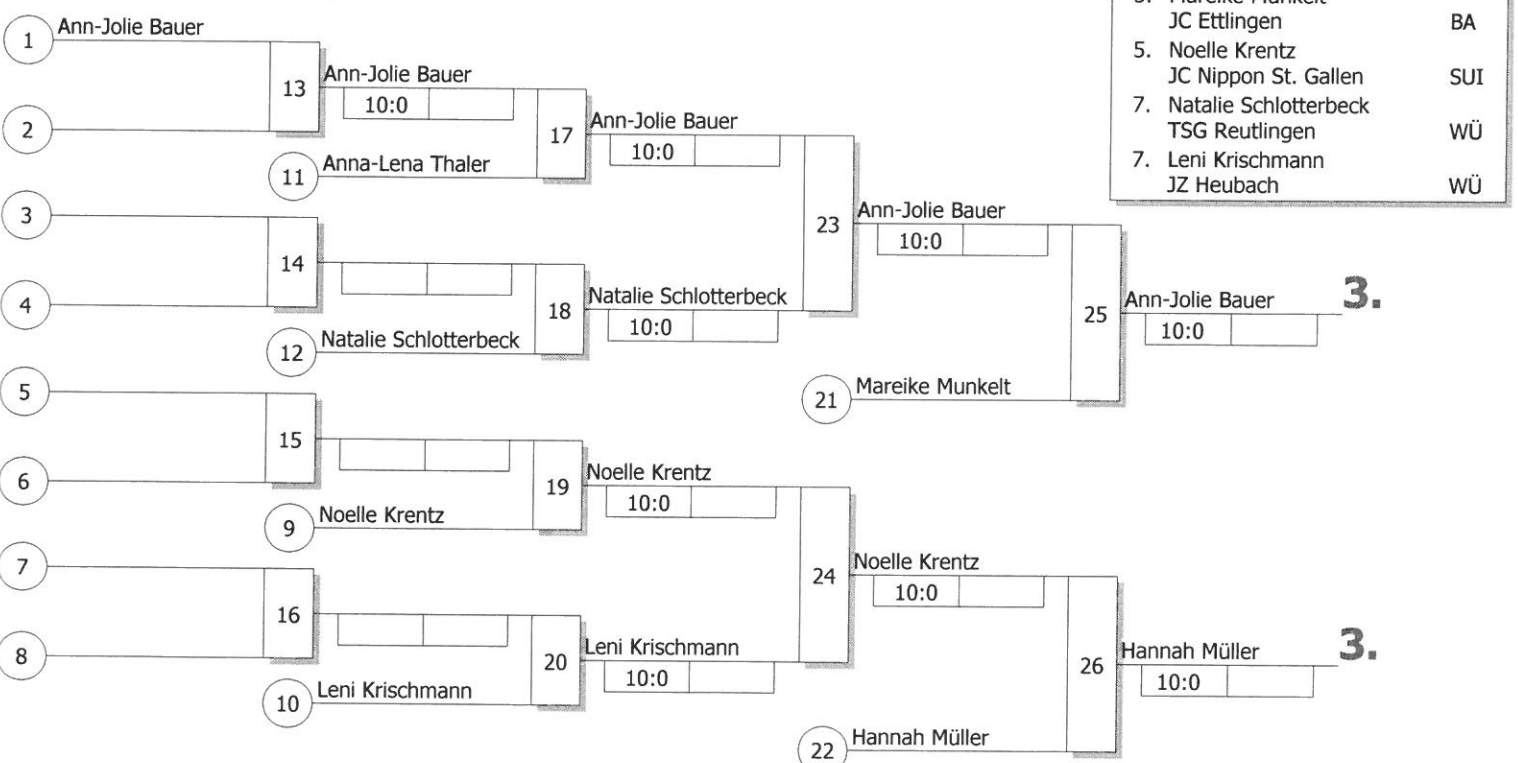 5. Mareike Munkelt
JC Ettlingen BA
5. Noelle Krentz
JC Nippon St. Gallen SUI
7. Natalie Schlotterbeck
TSG Reutlingen WÜ
7. Leni Krischmann
JZ Heubach WÜ
1 Ann-Jolie Bauer
13
Ann-Jolie Bauer
10:0
2
17
Ann-Jolie Bauer
10:0
11 Anna-Lena Thaler
3
23
Ann-Jolie Bauer
10:0
14
4
18
Natalie Schlotterbeck
10:0
12 Natalie Schlotterbeck
25
Ann-Jolie Bauer 3.
10:0
21 Mareike Munkelt
5
15
6
19
Noelle Krentz
10:0
9 Noelle Krentz
7
24
Noelle Krentz
10:0
16
8
20
Leni Krischmann
10:0
10 Leni Krischmann
26
Hannah Müller 3.
10:0
22 Hannah Müller